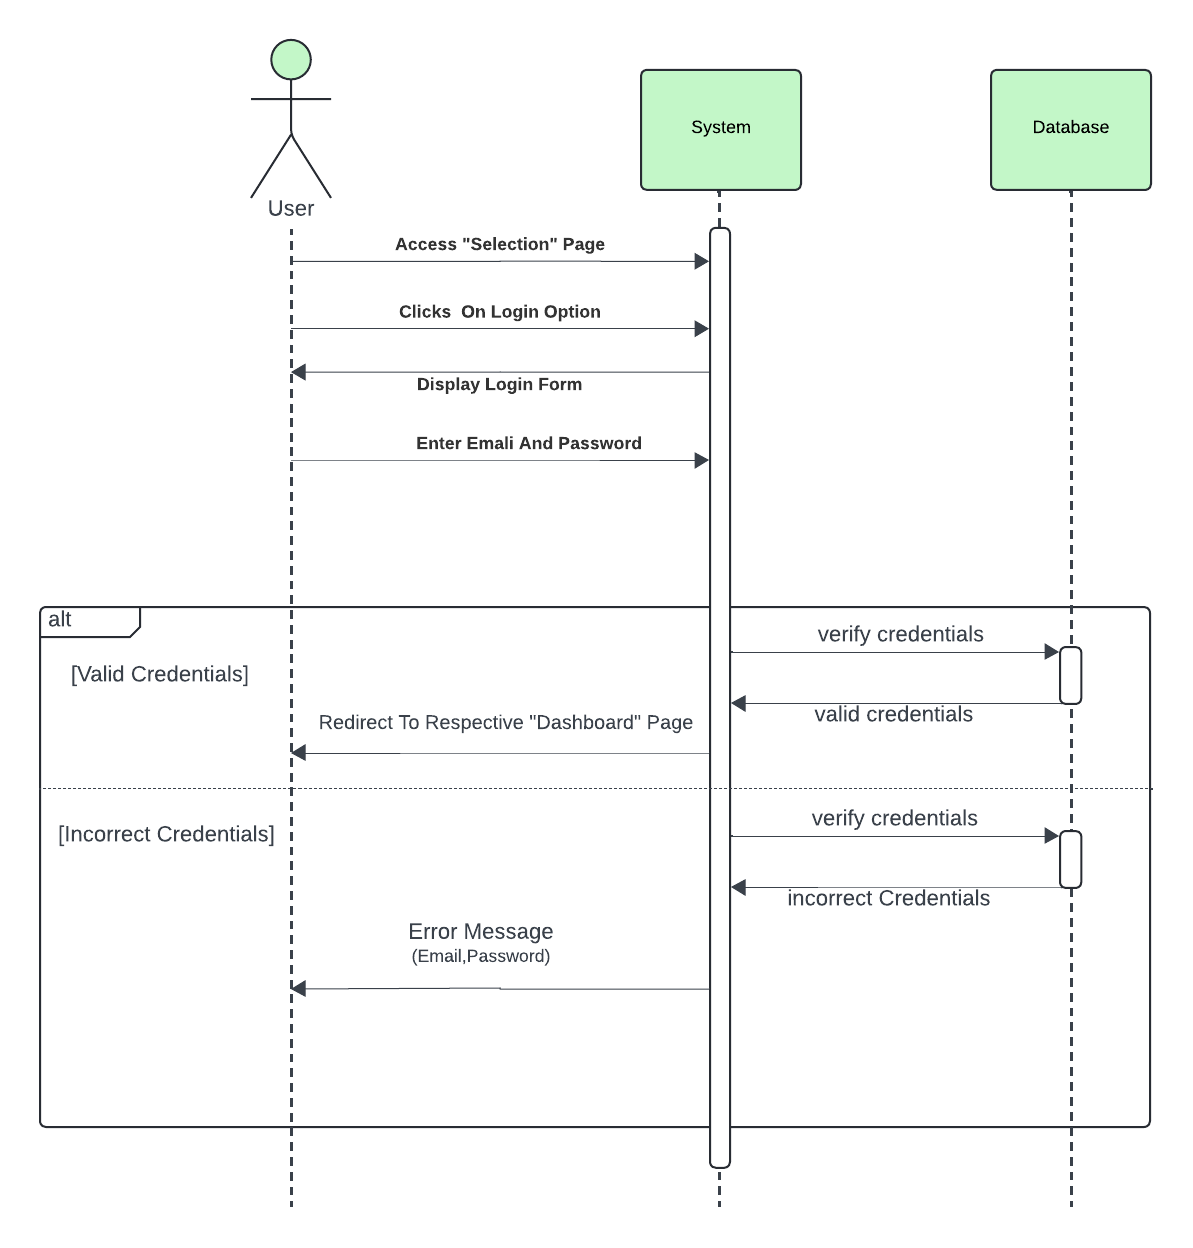 System
Database
User
Access "Selection" Page
Clicks  On Login Option
Display Login Form
Enter Emali And Password
alt
verify credentials
[Valid Credentials]
valid credentials
Redirect To Respective "Dashboard" Page
verify credentials
[Incorrect Credentials]
incorrect Credentials
Error Message
(Email,Password)